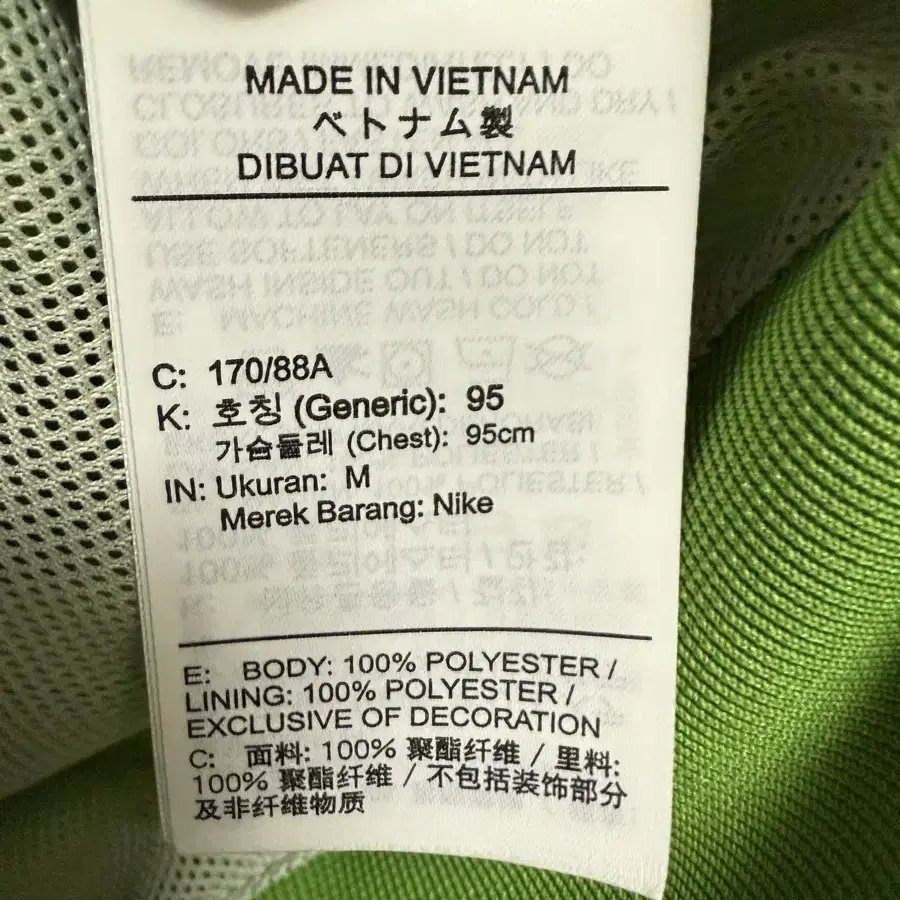 MADE IN VIETNAM
ベトナム製
DIBUAT DI VIETNAM
C: 170/88A
K: 호칭 (Generic): 95
가슴둘레 (Chest): 95cm
IN: Ukuran: M
Merek Barang: Nike
E: BODY: 100% POLYESTER /
LINING: 100% POLYESTER /
EXCLUSIVE OF DECORATION
C: 面料: 100% 聚酯纤维 / 里料:
100% 聚酯纤维 / 不包括装饰部分
及非纤维物质